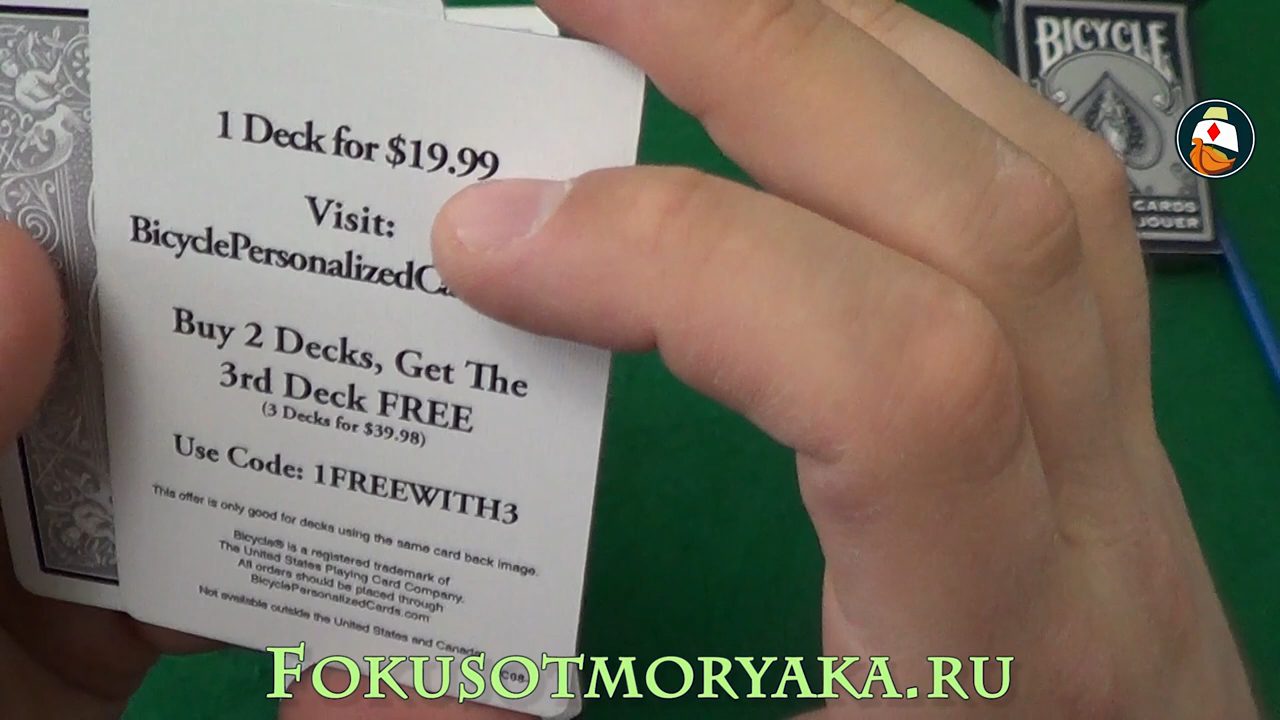 1 Deck for $19.99
Visit:
BicyclePersonalizedC
Buy 2 Decks, Get The
3rd Deck FREE
(3 Decks for $39.98)
Use Code: 1FREEWITH3
This offer is only good for decks using the same card back image.
Bicycle® is a registered trademark of
The United States Playing Card Company.
All orders should be placed through
BicyclePersonalizedCards.com
Not available outside the United States and Canada
BICYCLE
CARDS
JOUER
Fokusotmoryaka.ru